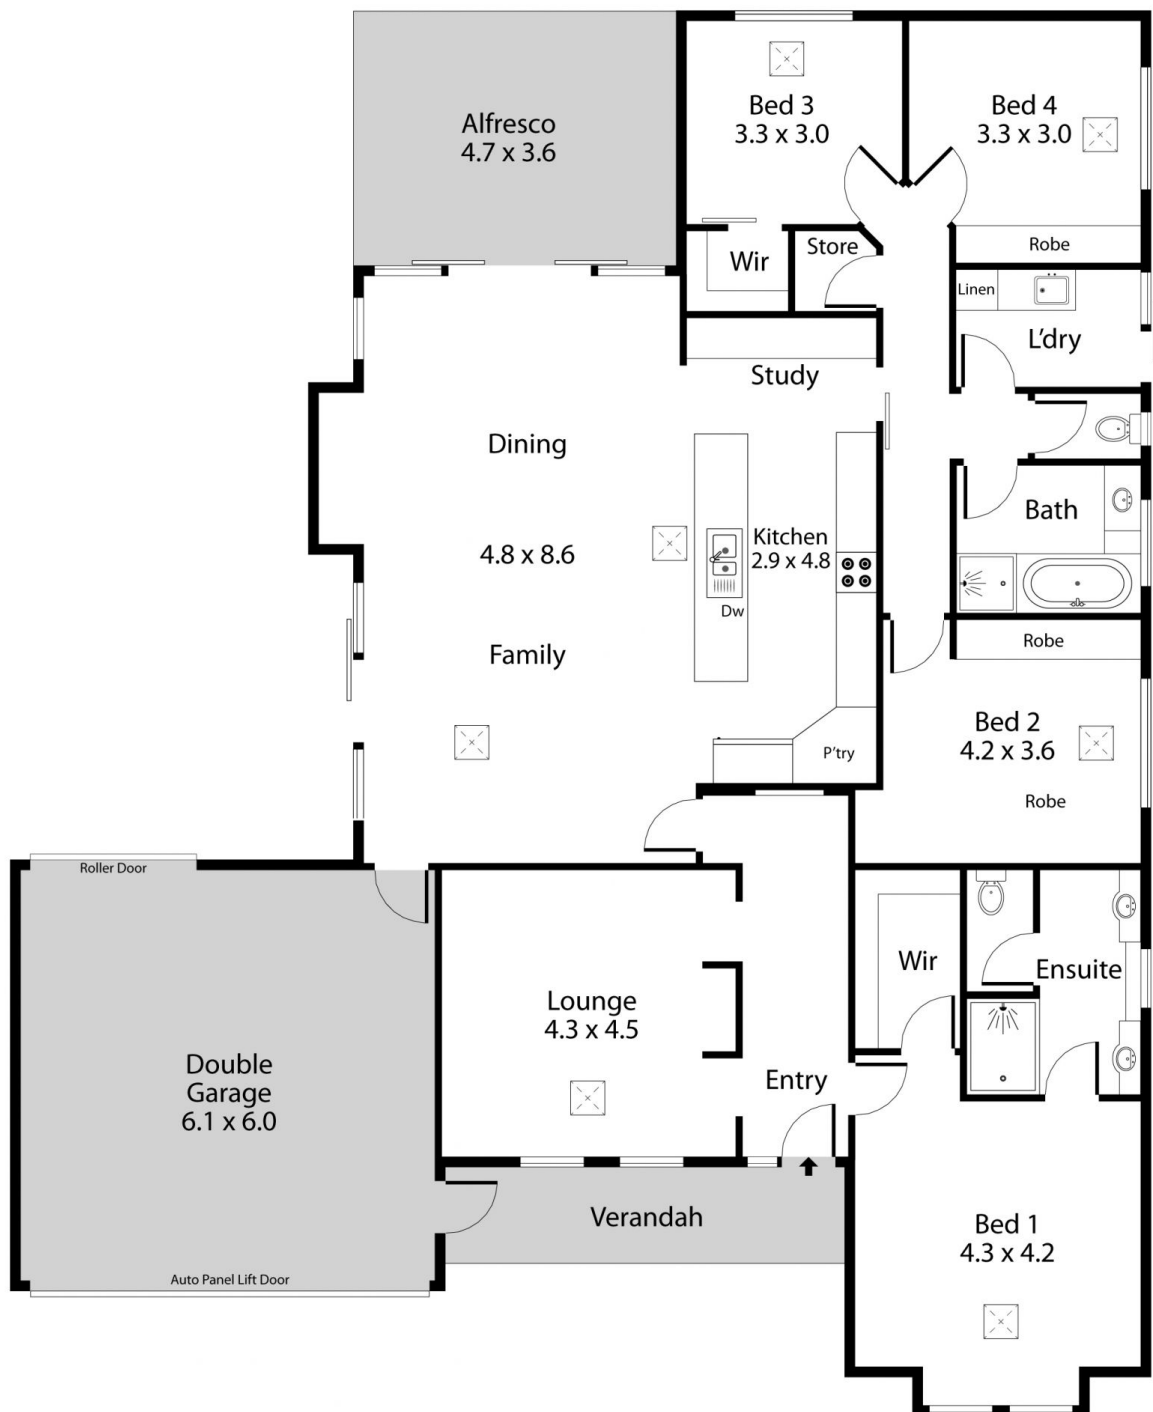 Alfresco
4.7 x 3.6
Bed 3
3.3 x 3.0
Bed 4
3.3 x 3.0
Wir
Store
Robe
Linen
L'dry
Study
Dining
4.8 x 8.6
Family
Kitchen
2.9 x 4.8
Dw
P'try
Bath
Robe
Bed 2
4.2 x 3.6
Robe
Roller Door
Double
Garage
6.1 x 6.0
Auto Panel Lift Door
Lounge
4.3 x 4.5
Entry
Wir
Ensuite
Verandah
Bed 1
4.3 x 4.2